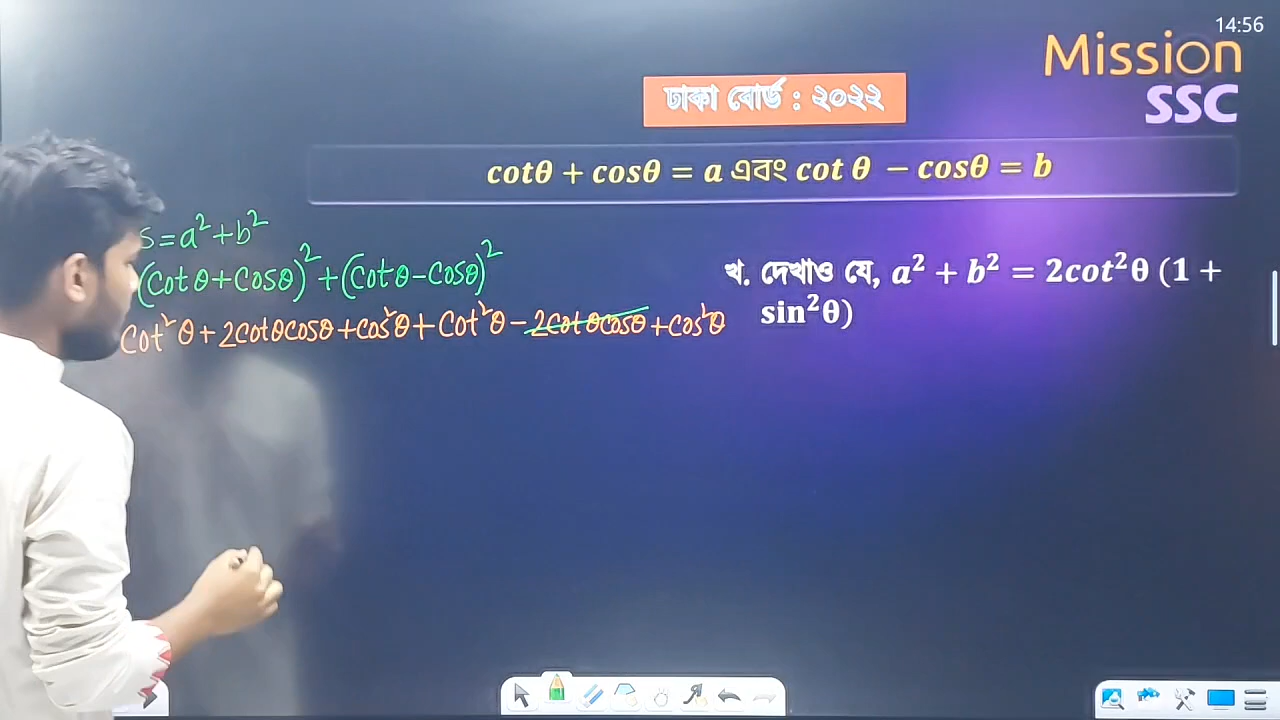 14:56
Mission
SSC
ঢাকা বোর্ড : ২০২২
cotθ + cosθ = a এবং cot θ − cosθ = b
S=a²+b²
(cotθ+cosθ)²+(cotθ-cosθ)²
cot²θ+2cotθcosθ+cos²θ+cot²θ-2cotθcosθ+cos²θ
খ. দেখাও যে, a² + b² = 2cot²θ (1 +
sin²θ)